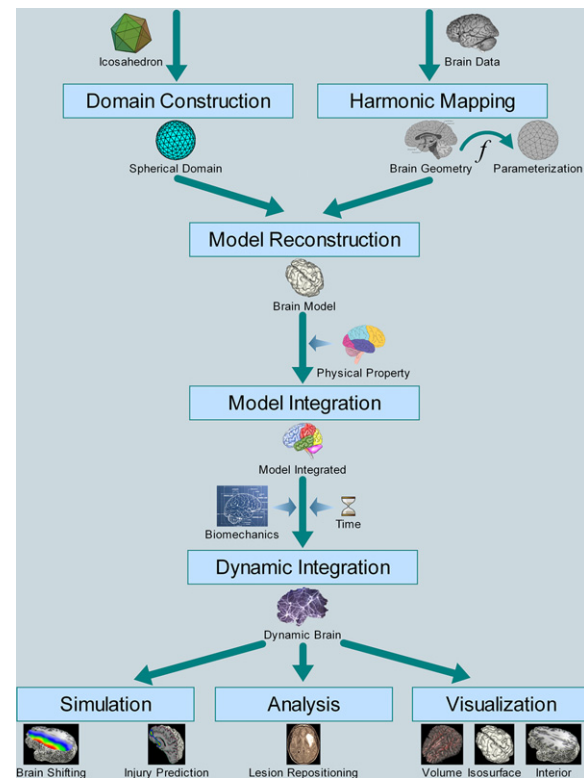 Icosahedron
Brain Data
Domain Construction
Harmonic Mapping
f
Spherical Domain
Brain Geometry
Parameterization
Model Reconstruction
Brain Model
Physical Property
Model Integration
Model Integrated
Biomechanics
Time
Dynamic Integration
Dynamic Brain
Simulation
Analysis
Visualization
Brain Shifting
Injury Prediction
Lesion Repositioning
Volume
Isosurface
Interior